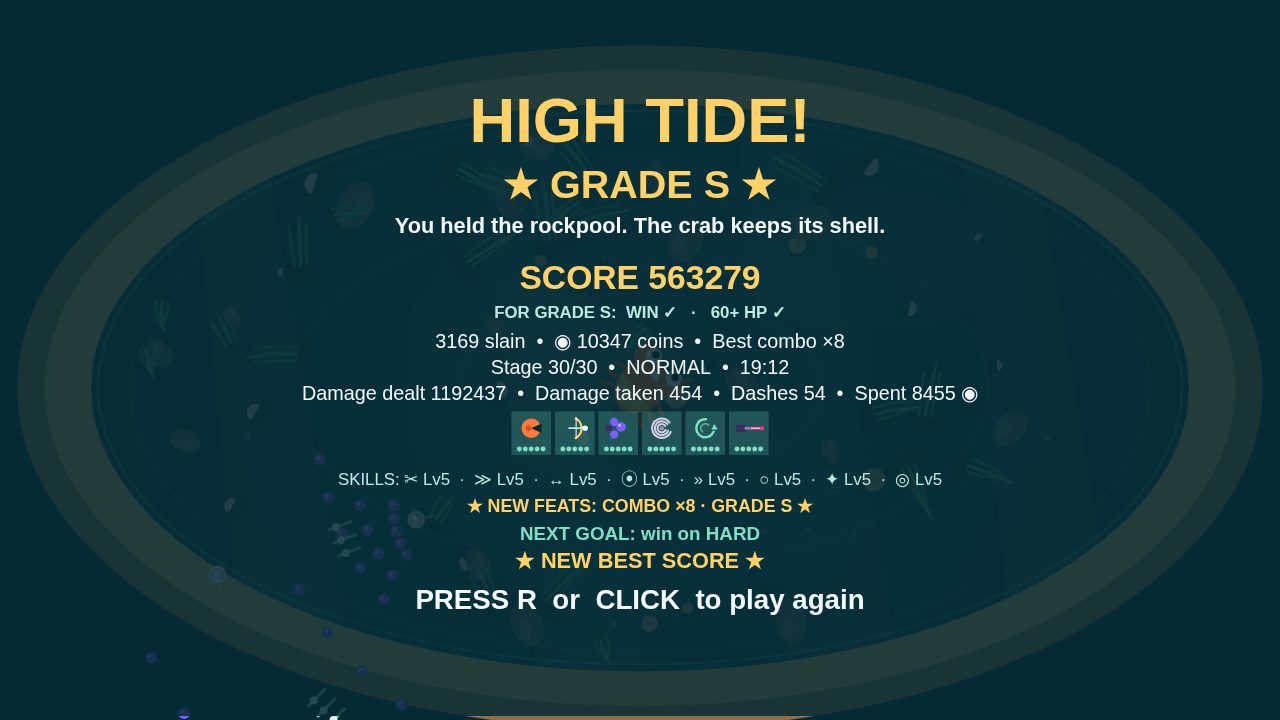 HIGH TIDE!
★ GRADE S ★
You held the rockpool. The crab keeps its shell.
SCORE 563279
FOR GRADE S: WIN ✓ · 60+ HP ✓
3169 slain • ◉ 10347 coins • Best combo ×8
Stage 30/30 • NORMAL • 19:12
Damage dealt 1192437 • Damage taken 454 • Dashes 54 • Spent 8455 ◉
SKILLS: ✂ Lv5 · ≫ Lv5 · ↔ Lv5 · ⦿ Lv5 · » Lv5 · ○ Lv5 · ✦ Lv5 · ◎ Lv5
★ NEW FEATS: COMBO ×8 · GRADE S ★
NEXT GOAL: win on HARD
★ NEW BEST SCORE ★
PRESS R or CLICK to play again